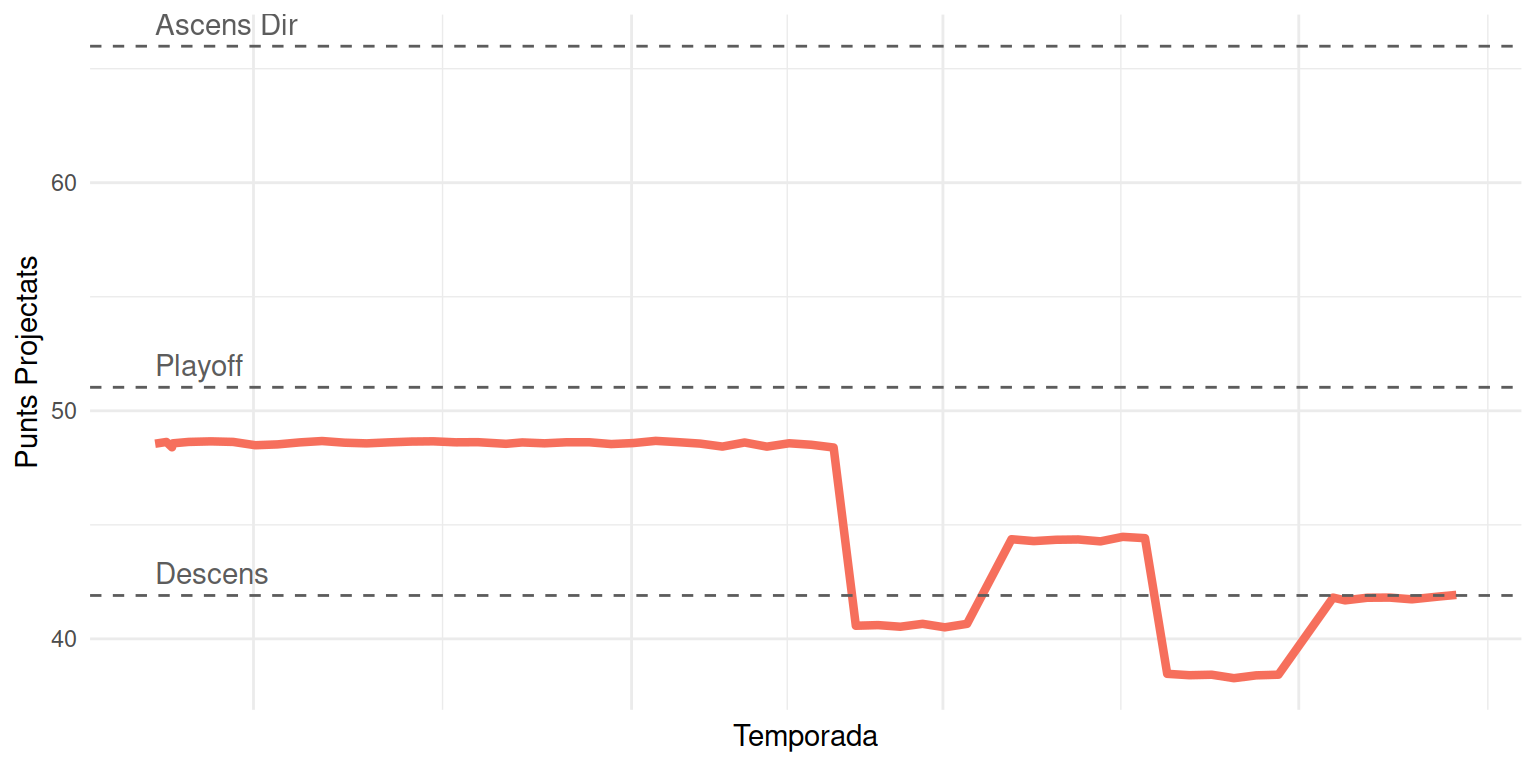 Ascens Dir
60
Playoff
50
Descens
40
Punts Projectats
Temporada